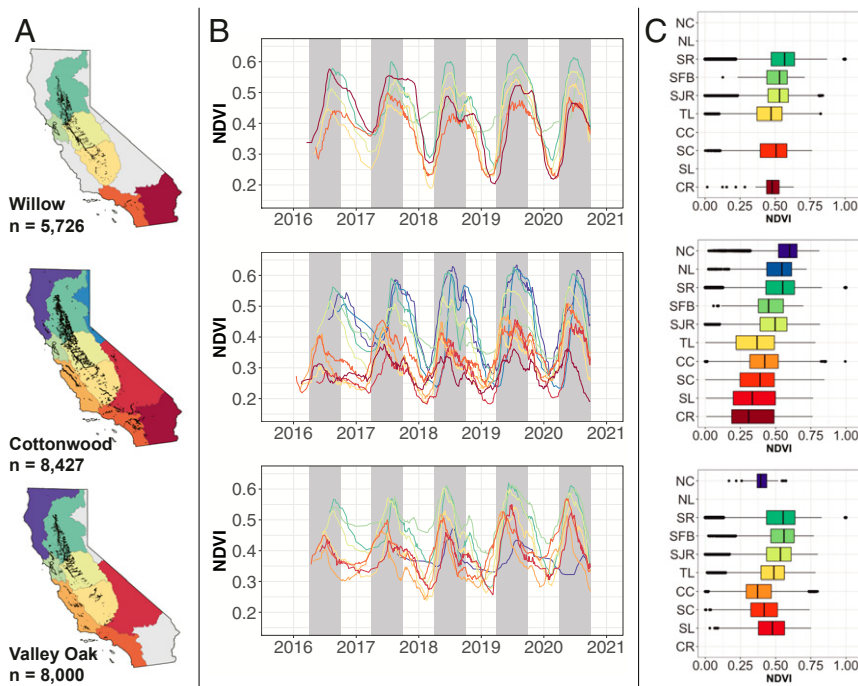 A
Willow
n = 5,726
Cottonwood
n = 8,427
Valley Oak
n = 8,000
B
NDVI
0.6
0.5
0.4
0.3
0.2
2016 2017 2018 2019 2020 2021
NDVI
0.6
0.5
0.4
0.3
0.2
2016 2017 2018 2019 2020 2021
NDVI
0.6
0.5
0.4
0.3
0.2
2016 2017 2018 2019 2020 2021
C
NC
NL
SR
SFB
SJR
TL
CC
SC
SL
CR
0.00 0.25 0.50 0.75 1.00
NDVI
NC
NL
SR
SFB
SJR
TL
CC
SC
SL
CR
0.00 0.25 0.50 0.75 1.00
NDVI
NC
NL
SR
SFB
SJR
TL
CC
SC
SL
CR
0.00 0.25 0.50 0.75 1.00
NDVI